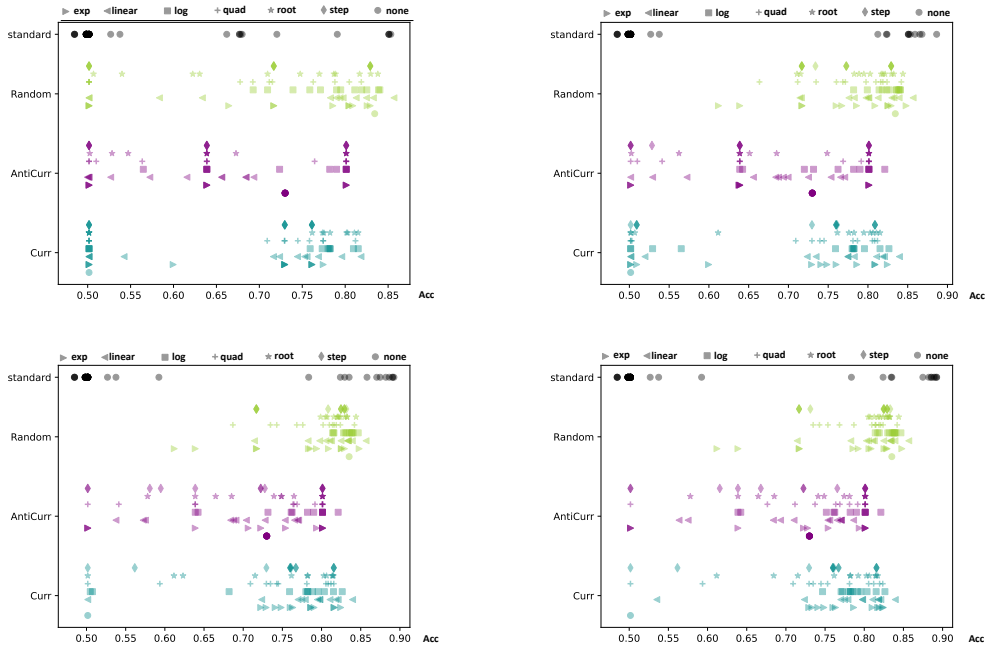 exp linear log quad root step none
standard
Random
AntiCurr
Curr
0.50 0.55 0.60 0.65 0.70 0.75 0.80 0.85 Acc
exp linear log quad root step none
standard
Random
AntiCurr
Curr
0.50 0.55 0.60 0.65 0.70 0.75 0.80 0.85 0.90 Acc
exp linear log quad root step none
standard
Random
AntiCurr
Curr
0.50 0.55 0.60 0.65 0.70 0.75 0.80 0.85 0.90 Acc
exp linear log quad root step none
standard
Random
AntiCurr
Curr
0.50 0.55 0.60 0.65 0.70 0.75 0.80 0.85 0.90 Acc